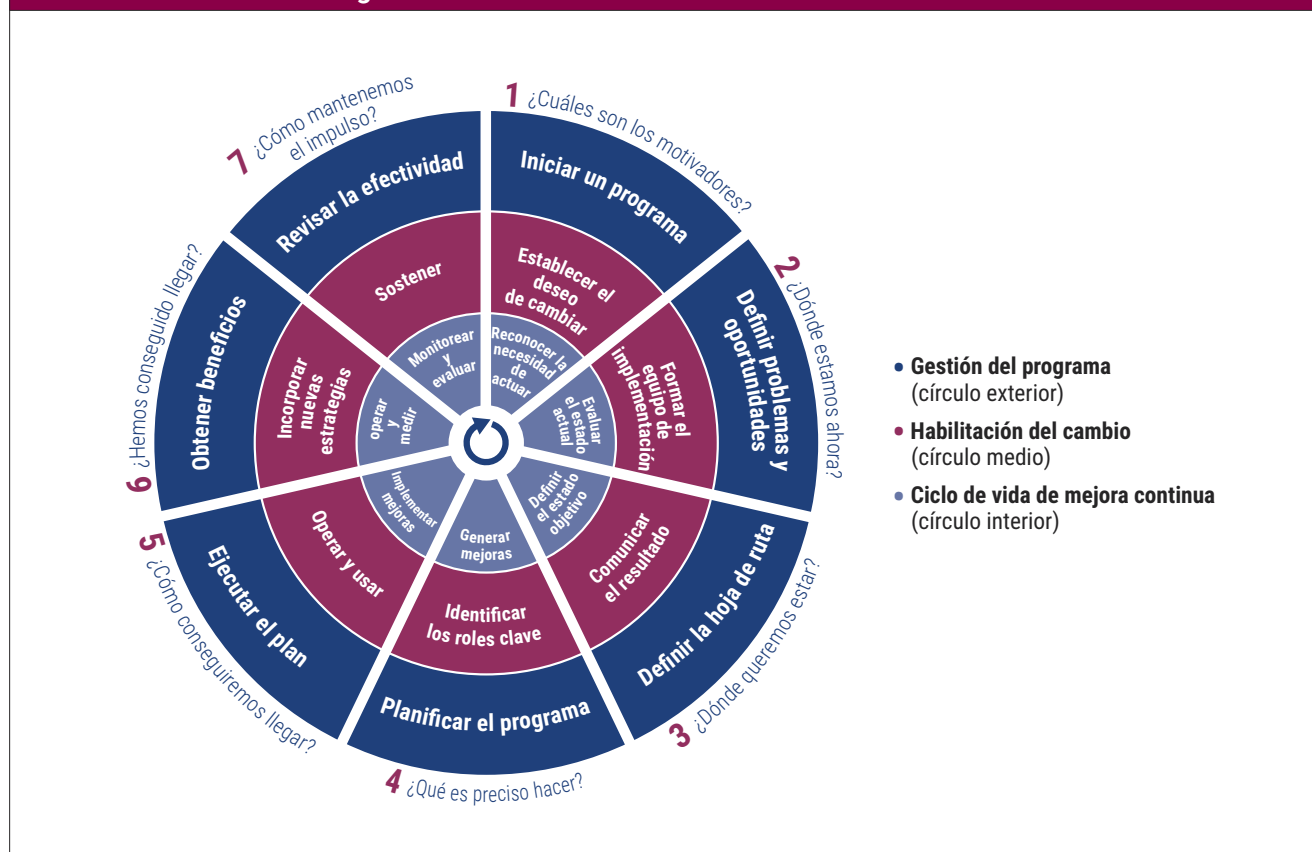 1 ¿Cuáles son los motivadores?
Iniciar un programa
Establecer el
deseo
de cambiar
Reconocer la
necesidad
de
actuar
2 ¿Dónde estamos ahora?
Definir problemas y
oportunidades
Formar el
equipo de
implementación
Evaluar
el estado
actual
3 ¿Dónde queremos estar?
Definir la hoja de ruta
Comunicar
el resultado
Definir
el estado
objetivo
4 ¿Qué es preciso hacer?
Planificar el programa
Identificar
los roles clave
Generar
mejoras
5 ¿Cómo conseguiremos llegar?
Ejecutar el plan
Operar y usar
Implementar
mejoras
6 ¿Hemos conseguido llegar?
Obtener beneficios
Incorporar
nuevas
estrategias
operar
y
medir
7 ¿Cómo mantenemos
el impulso?
Revisar la efectividad
Sostener
Monitorear
y
evaluar
• Gestión del programa
(círculo exterior)
• Habilitación del cambio
(círculo medio)
• Ciclo de vida de mejora continua
(círculo interior)